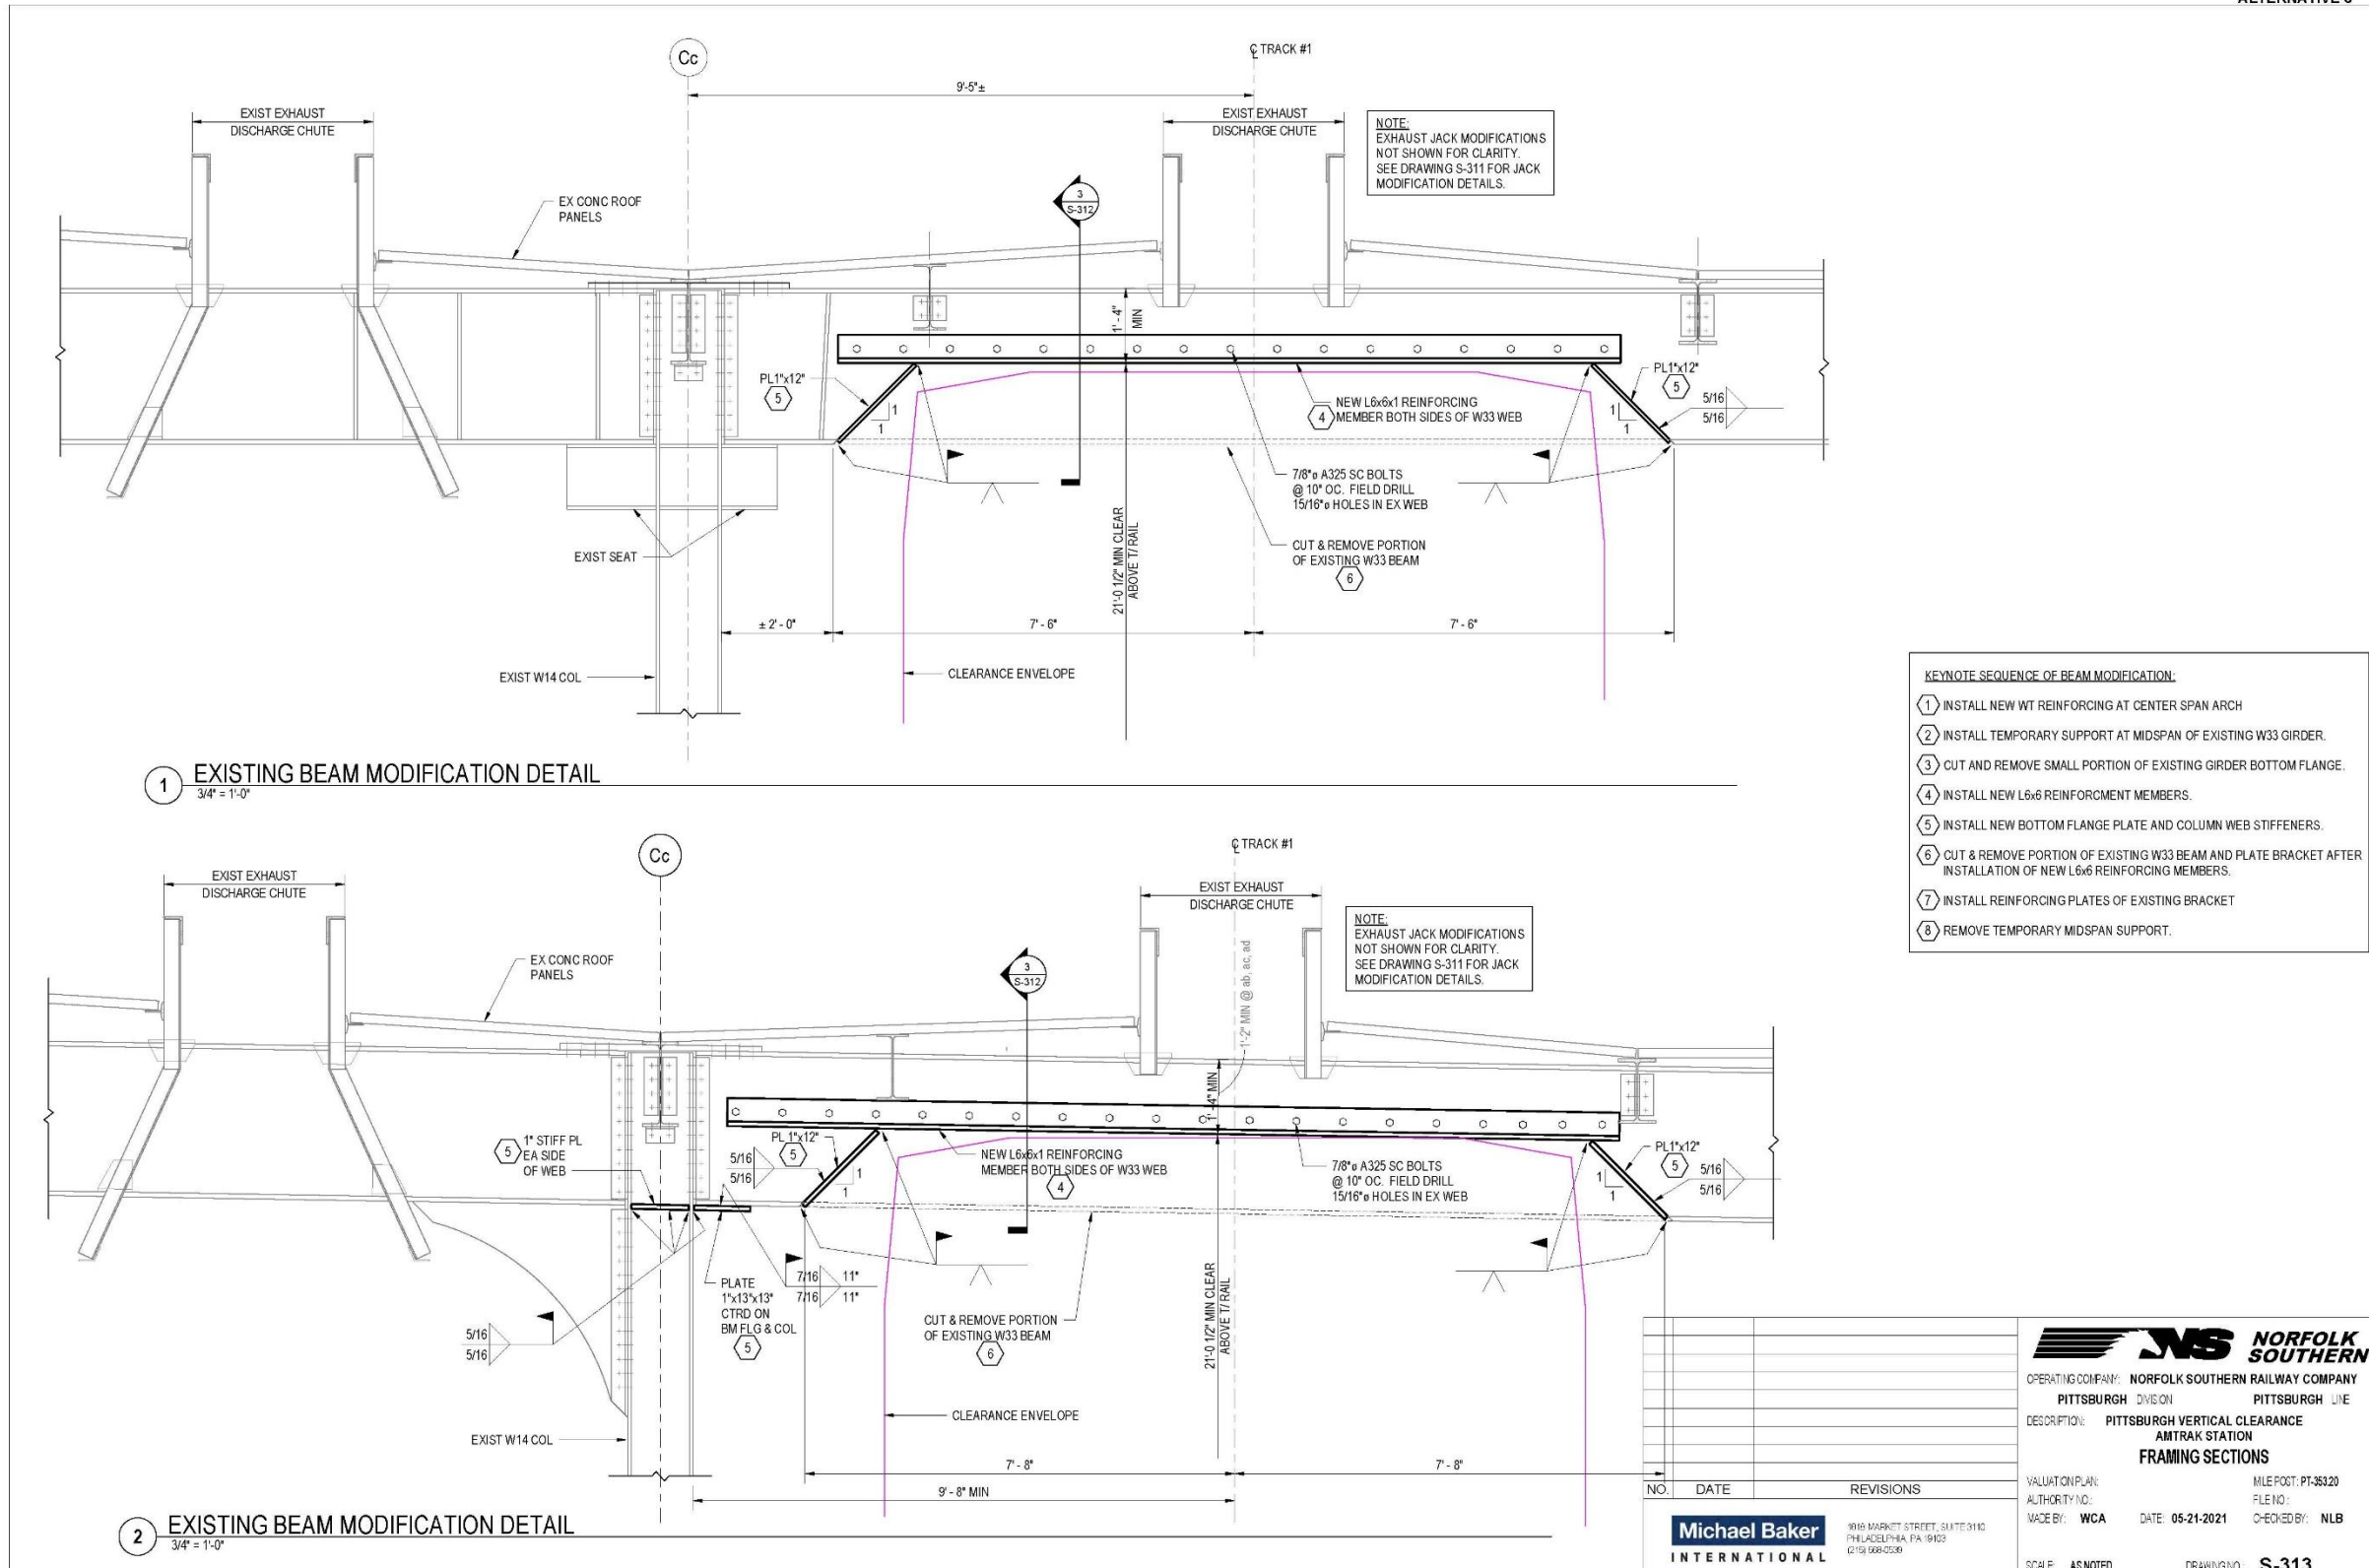 Cc
℄ TRACK #1
9'-5"±
EXIST EXHAUST
DISCHARGE CHUTE
EXIST EXHAUST
DISCHARGE CHUTE
NOTE:
EXHAUST JACK MODIFICATIONS
NOT SHOWN FOR CLARITY.
SEE DRAWING S-311 FOR JACK
MODIFICATION DETAILS.
EX CONC ROOF
PANELS
3
S-312
1' - 4"
MIN
PL1"x12"
5
1
1
NEW L6x6x1 REINFORCING
4 MEMBER BOTH SIDES OF W33 WEB
PL1"x12"
5
5/16
5/16
1
1
7/8"ø A325 SC BOLTS
@ 10" OC. FIELD DRILL
15/16"ø HOLES IN EX WEB
EXIST SEAT
CUT & REMOVE PORTION
OF EXISTING W33 BEAM
6
21'-0 1/2" MIN CLEAR
ABOVE T/ RAIL
± 2' - 0"
7' - 6"
7' - 6"
EXIST W14 COL
CLEARANCE ENVELOPE
1 EXISTING BEAM MODIFICATION DETAIL
3/4" = 1'-0"
KEYNOTE SEQUENCE OF BEAM MODIFICATION:
1 INSTALL NEW WT REINFORCING AT CENTER SPAN ARCH
2 INSTALL TEMPORARY SUPPORT AT MIDSPAN OF EXISTING W33 GIRDER.
3 CUT AND REMOVE SMALL PORTION OF EXISTING GIRDER BOTTOM FLANGE.
4 INSTALL NEW L6x6 REINFORCMENT MEMBERS.
5 INSTALL NEW BOTTOM FLANGE PLATE AND COLUMN WEB STIFFENERS.
6 CUT & REMOVE PORTION OF EXISTING W33 BEAM AND PLATE BRACKET AFTER
INSTALLATION OF NEW L6x6 REINFORCING MEMBERS.
7 INSTALL REINFORCING PLATES OF EXISTING BRACKET
8 REMOVE TEMPORARY MIDSPAN SUPPORT.
Cc
℄ TRACK #1
EXIST EXHAUST
DISCHARGE CHUTE
EXIST EXHAUST
DISCHARGE CHUTE
NOTE:
EXHAUST JACK MODIFICATIONS
NOT SHOWN FOR CLARITY.
SEE DRAWING S-311 FOR JACK
MODIFICATION DETAILS.
EX CONC ROOF
PANELS
3
S-312
1'-2" MIN @ ab, ac, ad
1' -4" MIN
1" STIFF PL
5 EA SIDE
OF WEB
PL 1"x12"
5
5/16
5/16
1
1
NEW L6x6x1 REINFORCING
MEMBER BOTH SIDES OF W33 WEB
4
7/8"ø A325 SC BOLTS
@ 10" OC. FIELD DRILL
15/16"ø HOLES IN EX WEB
PL1"x12"
5
5/16
5/16
1
1
PLATE
1"x13"x13"
CTRD ON
BM FLG & COL
5
7/16 11"
7/16 11"
5/16
5/16
CUT & REMOVE PORTION
OF EXISTING W33 BEAM
6
21'-0 1/2" MIN CLEAR
ABOVE T/ RAIL
CLEARANCE ENVELOPE
EXIST W14 COL
7' - 8"
7' - 8"
9' - 8" MIN
2 EXISTING BEAM MODIFICATION DETAIL
3/4" = 1'-0"
NO. DATE REVISIONS
Michael Baker
INTERNATIONAL
PHILADELPHIA, PA 19103
NS NORFOLK
SOUTHERN
OPERATING COMPANY: NORFOLK SOUTHERN RAILWAY COMPANY
PITTSBURGH DIVISION PITTSBURGH LINE
DESCRIPTION: PITTSBURGH VERTICAL CLEARANCE
AMTRAK STATION
FRAMING SECTIONS
VALUATION PLAN: MILE POST: PT-353.20
AUTHORITY NO.: FILE NO.:
MADE BY: WCA DATE: 05-21-2021 CHECKED BY: NLB
SCALE: AS NOTED DRAWING NO.: S-313